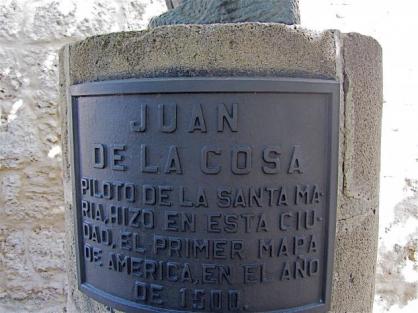 JUAN
DE LA COSA
PILOTO DE LA SANTA MA-
RIA, HIZO EN ESTA CIU-
DAD, EL PRIMER MAPA
DE AMERICA, EN EL AÑO
DE 1500.